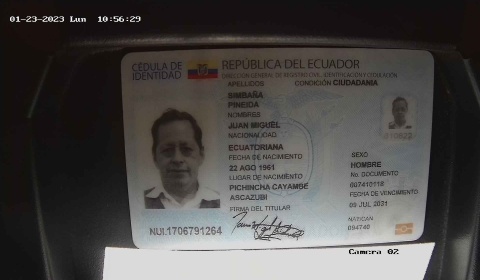 01-23-2023 Lun 10:56:29
CÉDULA DE
IDENTIDAD
REPÚBLICA DEL ECUADOR
DIRECCIÓN GENERAL DE REGISTRO CIVIL, IDENTIFICACIÓN Y CEDULACIÓN
APELLIDOS
CONDICIÓN CIUDADANÍA
SIMBAÑA
PINEIDA
NOMBRES
JUAN MIGUEL
NACIONALIDAD
ECUATORIANA
FECHA DE NACIMIENTO
22 AGO 1961
LUGAR DE NACIMIENTO
PICHINCHA CAYAMBE
ASCAZUBI
FIRMA DEL TITULAR
SEXO
HOMBRE
No. DOCUMENTO
FECHA DE VENCIMIENTO
09 JUL 2031
NAT/CAN
094740
NUI.1706791264
Camera 02